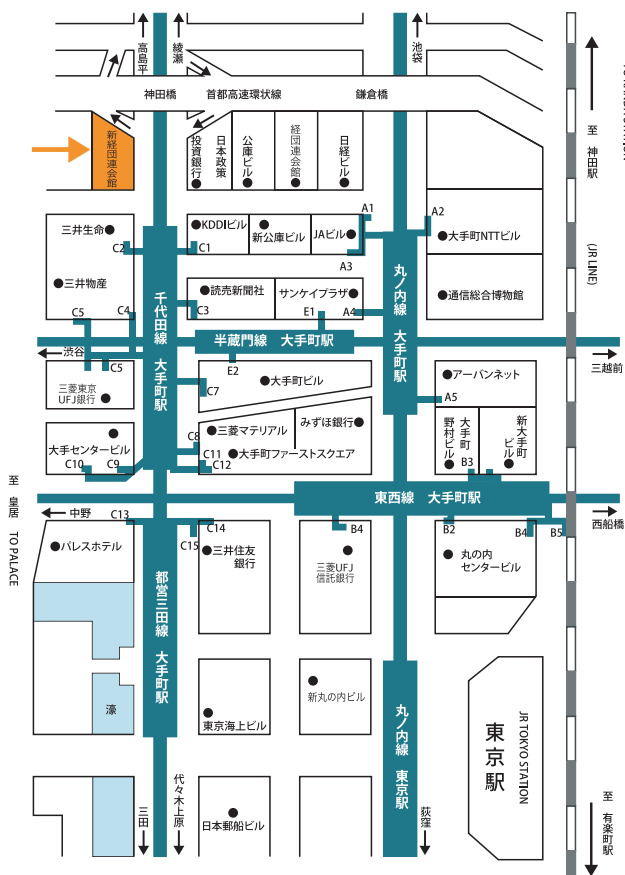 高島平
綾瀬
池袋
神田橋
首都高速環状線
鎌倉橋
至 神田駅
(JR LINE)
新経団連会館
日本政策
投資銀行
公庫ビル
経団連会館
日経ビル
A1
A2
三井生命
C2
C1
KDDIビル
新公庫ビル
JAビル
A3
大手町NTTビル
三井物産
C4
C5
C3
読売新聞社
サンケイプラザ
E1
A4
通信総合博物館
千代田線 大手町駅
丸ノ内線 大手町駅
半蔵門線 大手町駅
渋谷
三越前
C5
E2
三菱東京
UFJ銀行
C7
大手町ビル
アーバンネット
A5
三菱マテリアル
みずほ銀行
大手町
野村ビル
新大手町
ビル
大手センタービル
C8
C11
C12
大手町ファーストスクエア
B3
C10
C9
東西線 大手町駅
至 皇居 TO PALACE
中野
西船橋
C13
C14
C15
B4
B2
B4
B5
パレスホテル
三井住友
銀行
三菱UFJ
信託銀行
丸の内
センタービル
都営三田線 大手町駅
濠
東京海上ビル
新丸の内ビル
丸ノ内線 東京駅
東京駅
JR TOKYO STATION
三田
代々木上原
日本郵船ビル
荻窪
至 有楽町駅